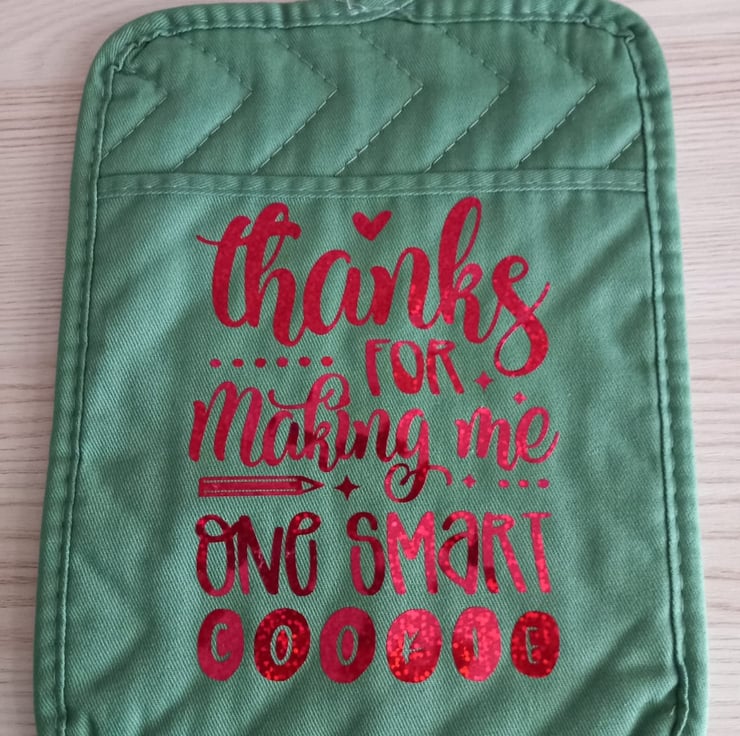 thanks
FOR
Making me
ONe SMaRT
COOKIE